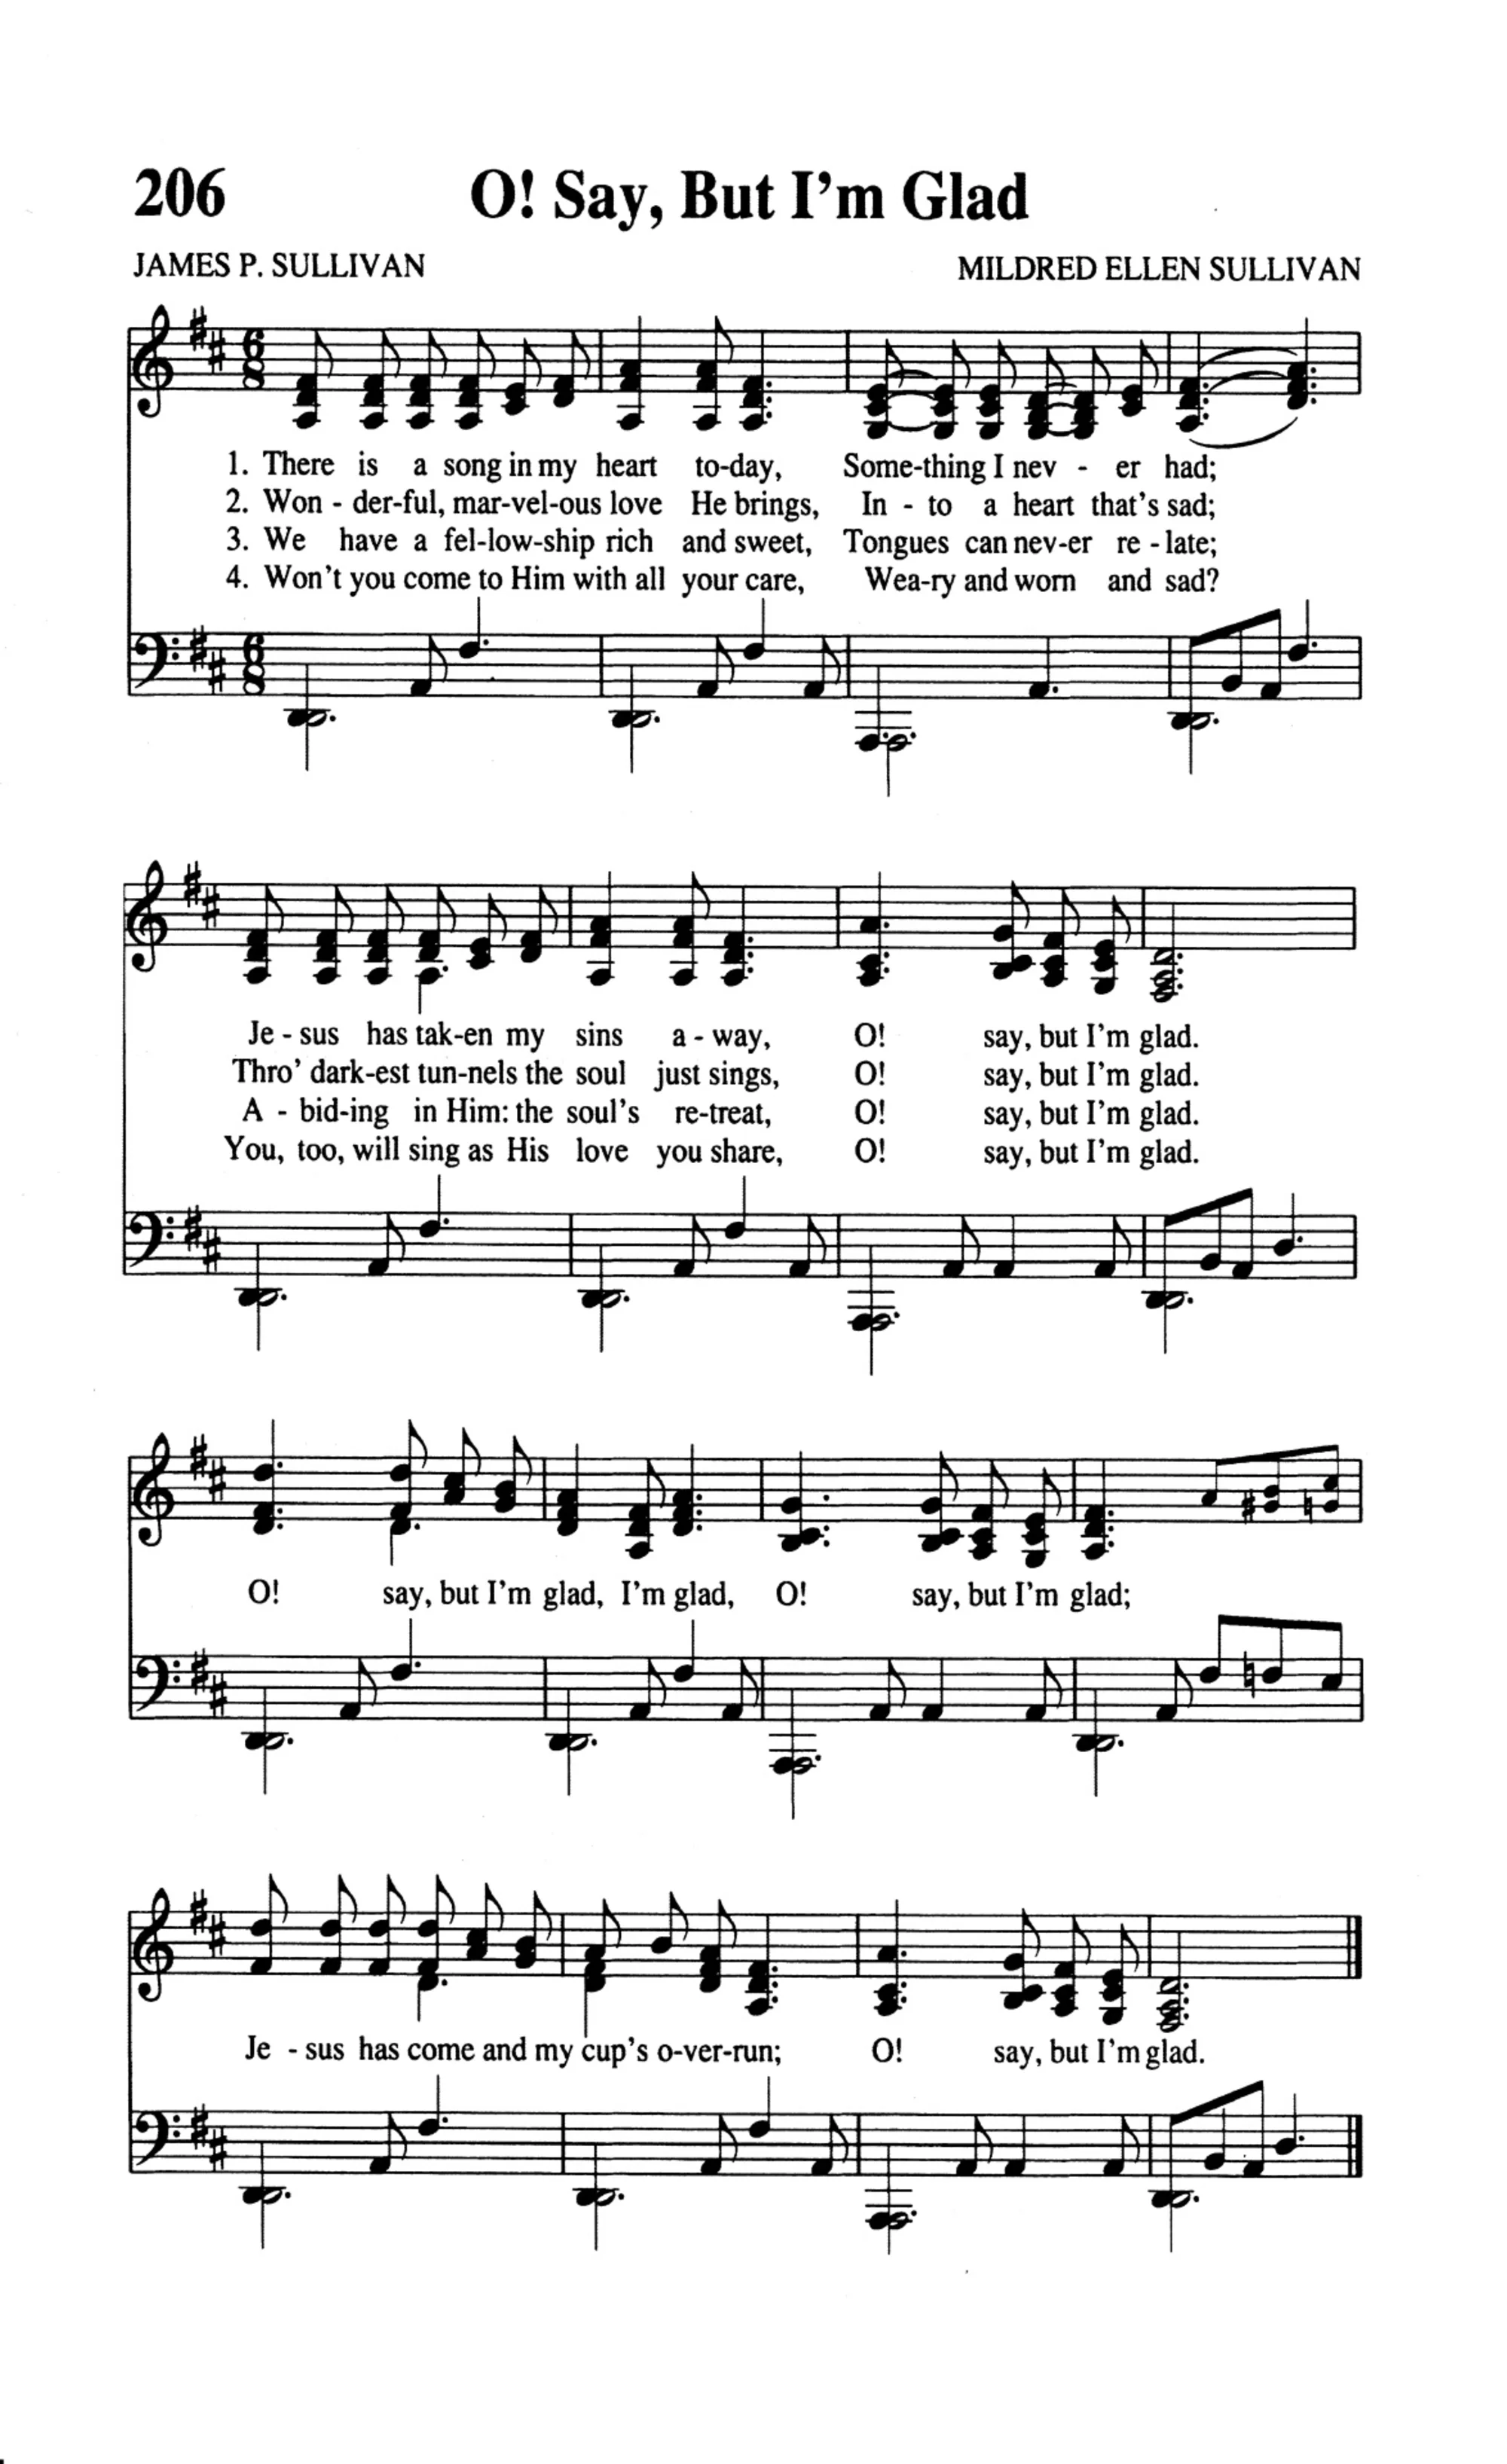 206 O! Say, But I'm Glad
JAMES P. SULLIVAN MILDRED ELLEN SULLIVAN
1. There is a song in my heart to-day, Some-thing I nev - er had;
2. Won - der-ful, mar-vel-ous love He brings, In - to a heart that's sad;
3. We have a fel-low-ship rich and sweet, Tongues can nev-er re - late;
4. Won't you come to Him with all your care, Wea-ry and worn and sad?
Je - sus has tak-en my sins a - way, O! say, but I'm glad.
Thro' dark-est tun-nels the soul just sings, O! say, but I'm glad.
A - bid-ing in Him: the soul's re-treat, O! say, but I'm glad.
You, too, will sing as His love you share, O! say, but I'm glad.
O! say, but I'm glad, I'm glad, O! say, but I'm glad;
Je - sus has come and my cup's o-ver-run; O! say, but I'm glad.